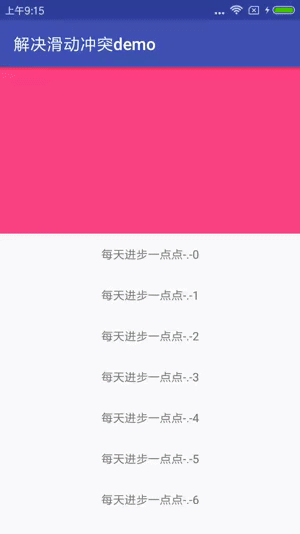 上午9:15
解决滑动冲突demo
每天进步一点点-.-0
每天进步一点点-.-1
每天进步一点点-.-2
每天进步一点点-.-3
每天进步一点点-.-4
每天进步一点点-.-5
每天进步一点点-.-6